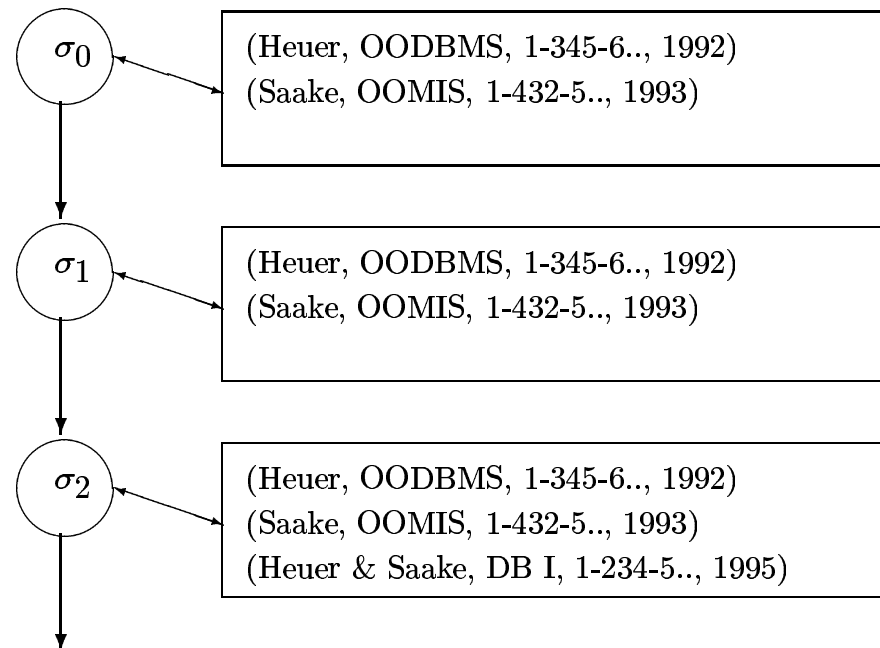 σ0
(Heuer, OODBMS, 1-345-6.., 1992)
(Saake, OOMIS, 1-432-5.., 1993)
σ1
(Heuer, OODBMS, 1-345-6.., 1992)
(Saake, OOMIS, 1-432-5.., 1993)
σ2
(Heuer, OODBMS, 1-345-6.., 1992)
(Saake, OOMIS, 1-432-5.., 1993)
(Heuer & Saake, DB I, 1-234-5.., 1995)